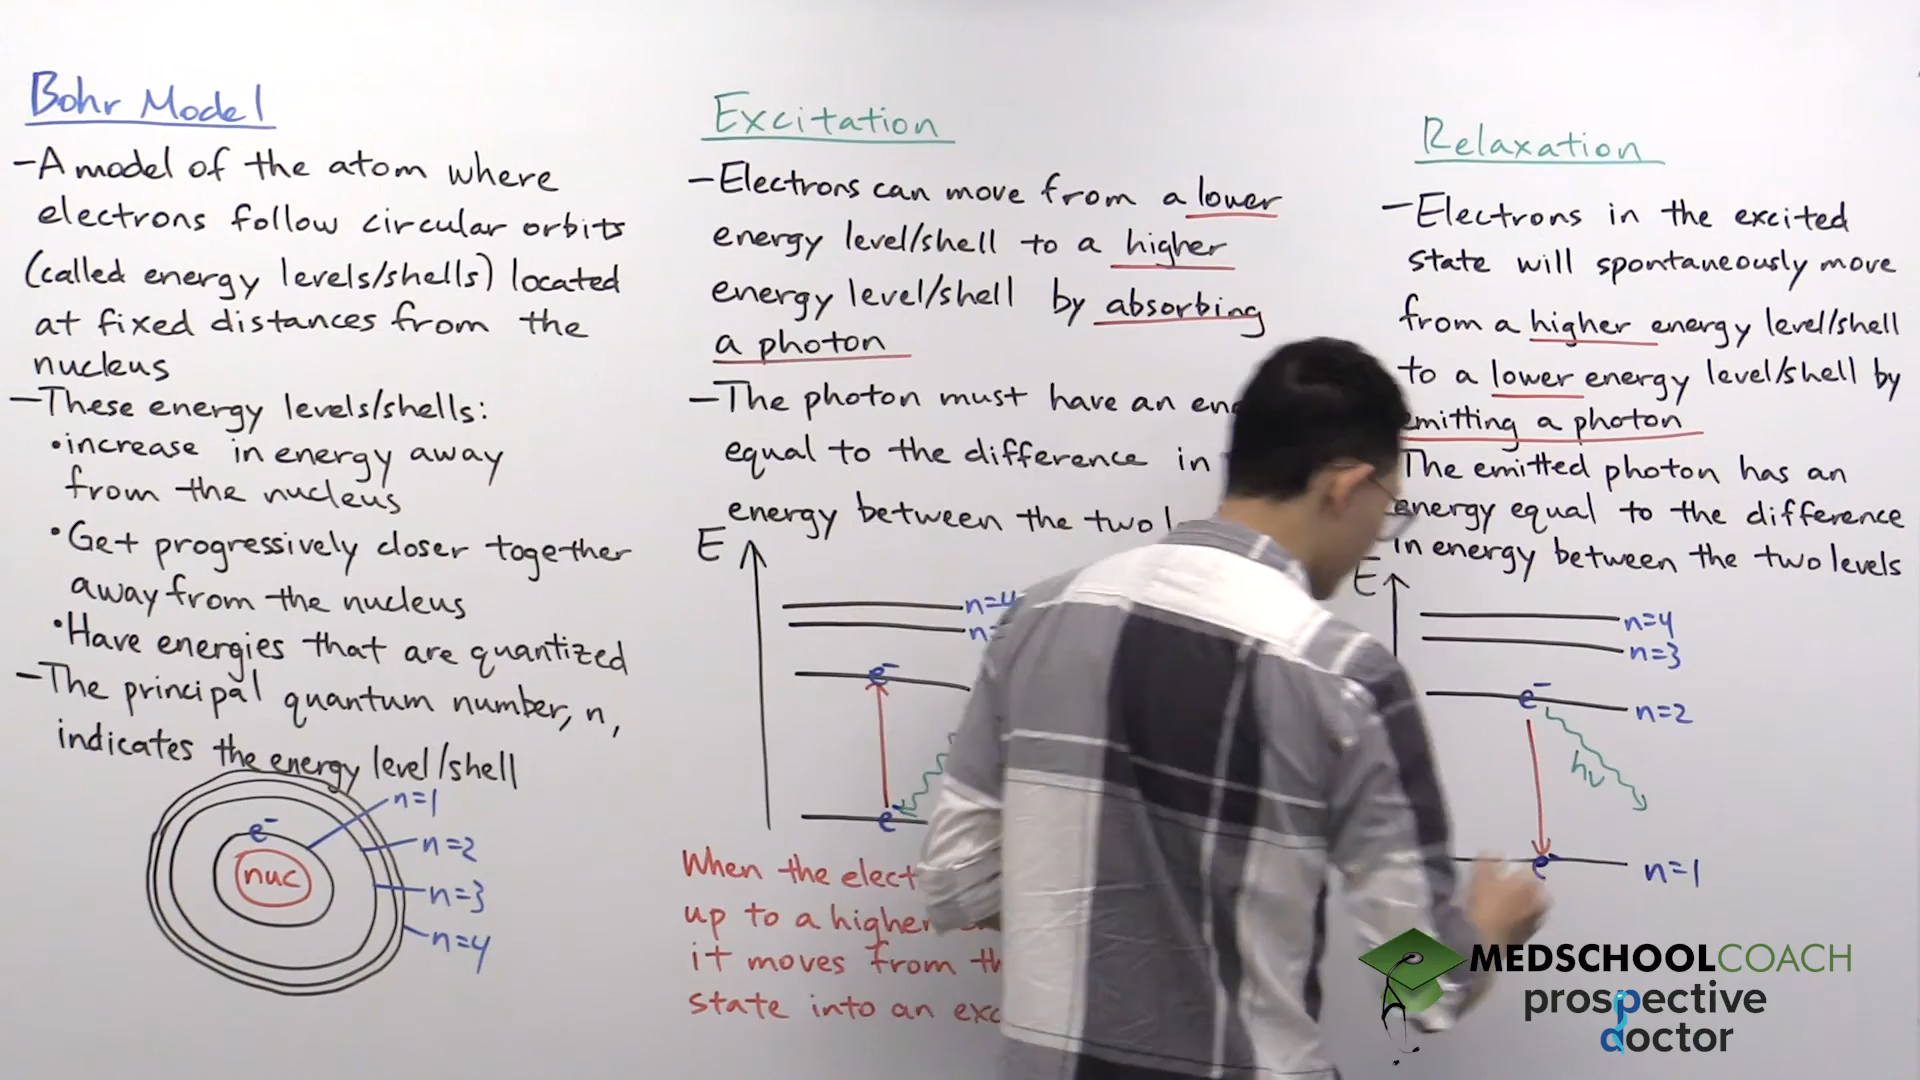 Bohr Model
-A model of the atom where
electrons follow circular orbits
(called energy levels/shells) located
at fixed distances from the
nucleus
-These energy levels/shells:
•increase in energy away
from the nucleus
•Get progressively closer together
away from the nucleus
•Have energies that are quantized
-The principal quantum number, n,
indicates the energy level/shell
n=1
e-
n=2
nuc
n=3
n=4
Excitation
-Electrons can move from a lower
energy level/shell to a higher
energy level/shell by absorbing
a photon
-The photon must have an
equal to the difference in
energy between the two
E
n=4
n=
e-
e-
When the
up to a higher
it moves from
state into an
Relaxation
-Electrons in the excited
state will spontaneously move
from a higher energy level/shell
to a lower energy level/shell by
emitting a photon
The emitted photon has an
energy equal to the difference
in energy between the two levels
E
n=4
n=3
e-
n=2
hν
e-
n=1
MEDSCHOOLCOACH
prospective
doctor